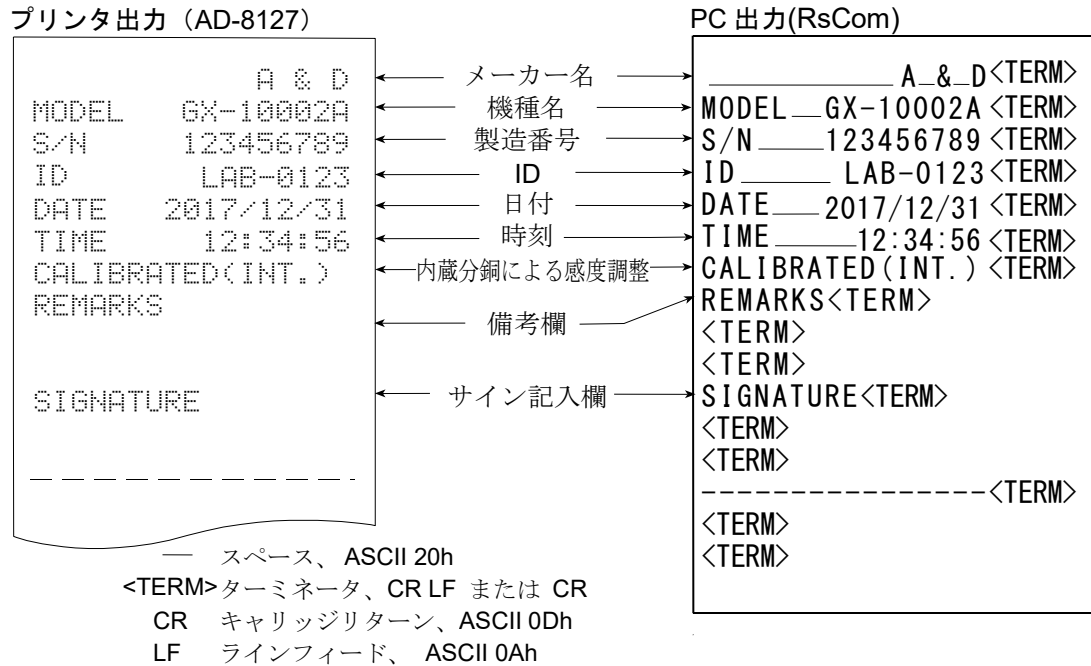 プリンタ出力（AD-8127）
A & D
MODEL GX-10002A
S/N 123456789
ID LAB-0123
DATE 2017/12/31
TIME 12:34:56
CALIBRATED(INT.)
REMARKS
SIGNATURE
メーカー名
機種名
製造番号
ID
日付
時刻
内蔵分銅による感度調整
備考欄
サイン記入欄
PC 出力(RsCom)
_____________A_&_D<TERM>
MODEL__GX-10002A<TERM>
S/N____123456789<TERM>
ID______LAB-0123<TERM>
DATE__2017/12/31<TERM>
TIME____12:34:56<TERM>
CALIBRATED(INT.)<TERM>
REMARKS<TERM>
<TERM>
<TERM>
SIGNATURE<TERM>
<TERM>
<TERM>
----------------<TERM>
<TERM>
<TERM>
— スペース、 ASCII 20h
<TERM>ターミネータ、CR LF または CR
CR キャリッジリターン、ASCII 0Dh
LF ラインフィード、 ASCII 0Ah